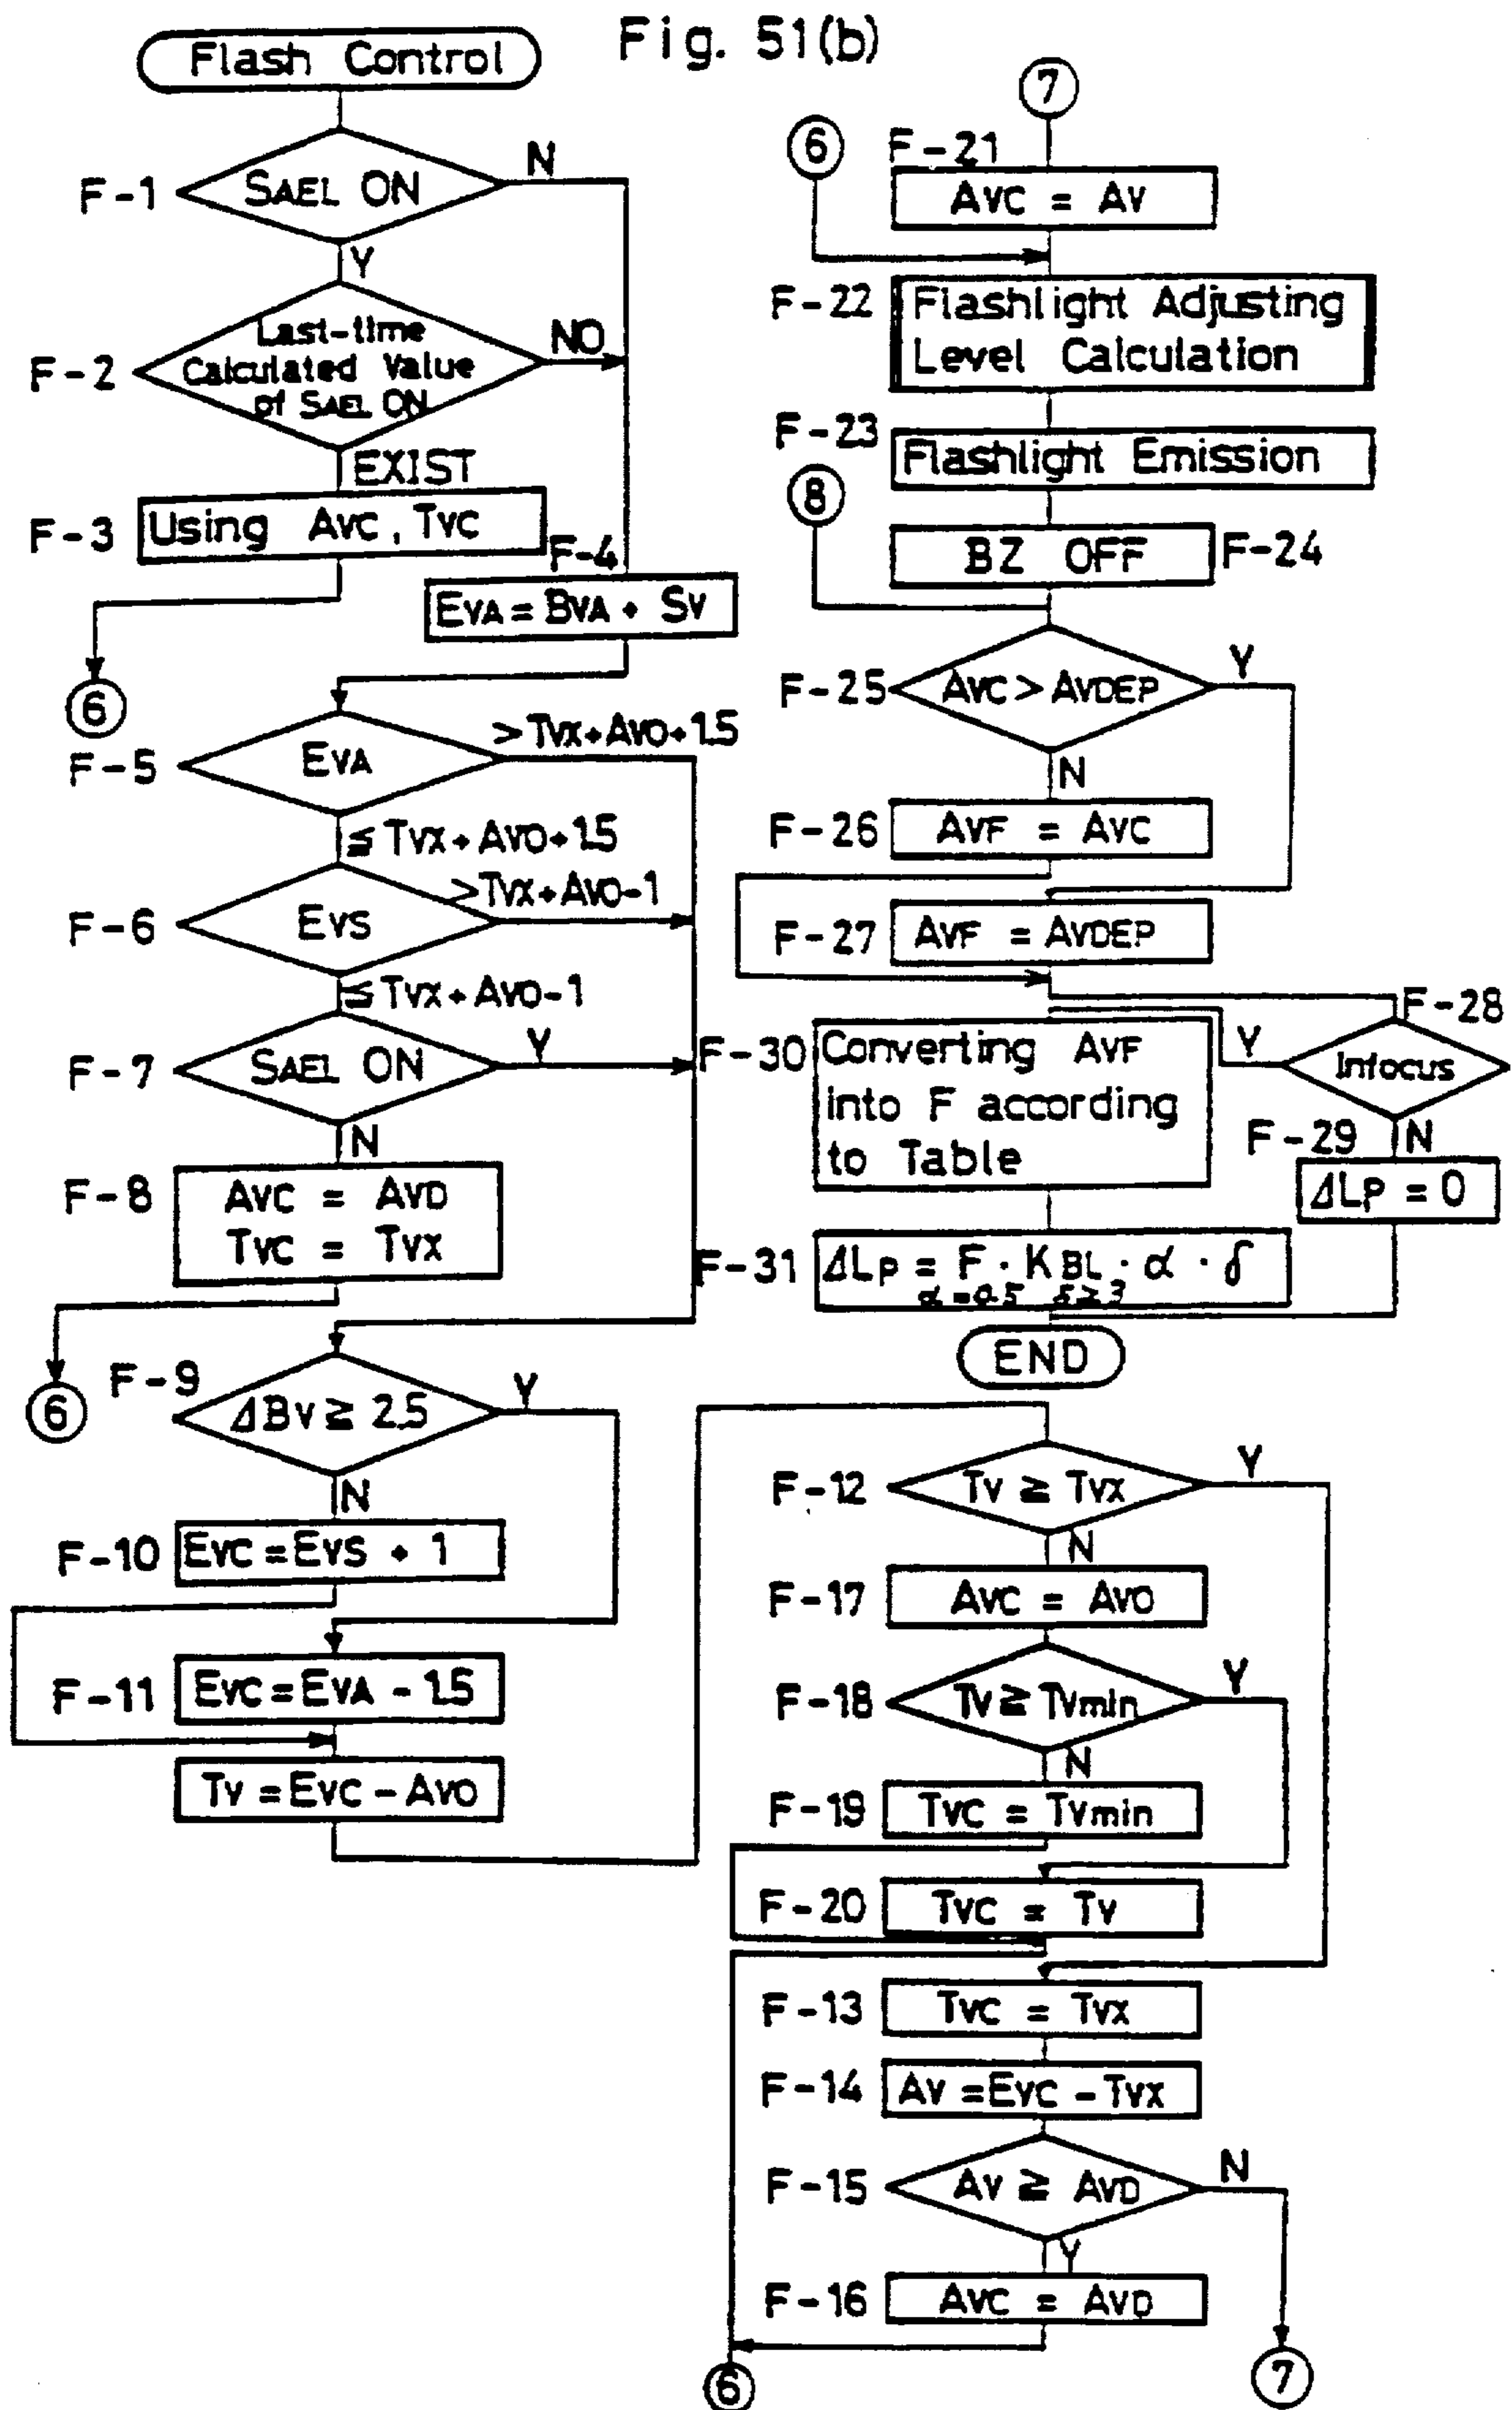 Fig. 51(b)
Flash Control
F-1
SAEL ON
N
Y
F-2
Last-time
Calculated Value
of SAEL ON
NO
EXIST
F-3
Using AVC, TVC
6
F-4
EVA = BVA + SV
F-5
EVA
> TVX + AVO + 1.5
≦ TVX + AVO + 1.5
F-6
EVS
> TVX + AVO - 1
≦ TVX + AVO - 1
F-7
SAEL ON
Y
N
F-8
AVC = AVD
TVC = TVX
6
F-9
ΔBV ≧ 2.5
Y
N
F-10
EVC = EVS + 1
F-11
EVC = EVA - 1.5
TV = EVC - AVO
7
6
F-21
AVC = AV
F-22
Flashlight Adjusting
Level Calculation
F-23
Flashlight Emission
8
BZ OFF
F-24
F-25
AVC > AVDEP
Y
N
F-26
AVF = AVC
F-27
AVF = AVDEP
F-28
Infocus
Y
N
F-29
ΔLP = 0
F-30
Converting AVF
into F according
to Table
F-31
ΔLP = F · KBL · α · δ
α = 0.5 δ ≧ 3
END
F-12
TV ≧ TVX
Y
N
F-17
AVC = AVO
F-18
TV ≧ TVmin
Y
N
F-19
TVC = TVmin
F-20
TVC = TV
F-13
TVC = TVX
F-14
AV = EVC - TVX
F-15
AV ≧ AVD
N
Y
F-16
AVC = AVD
6
7